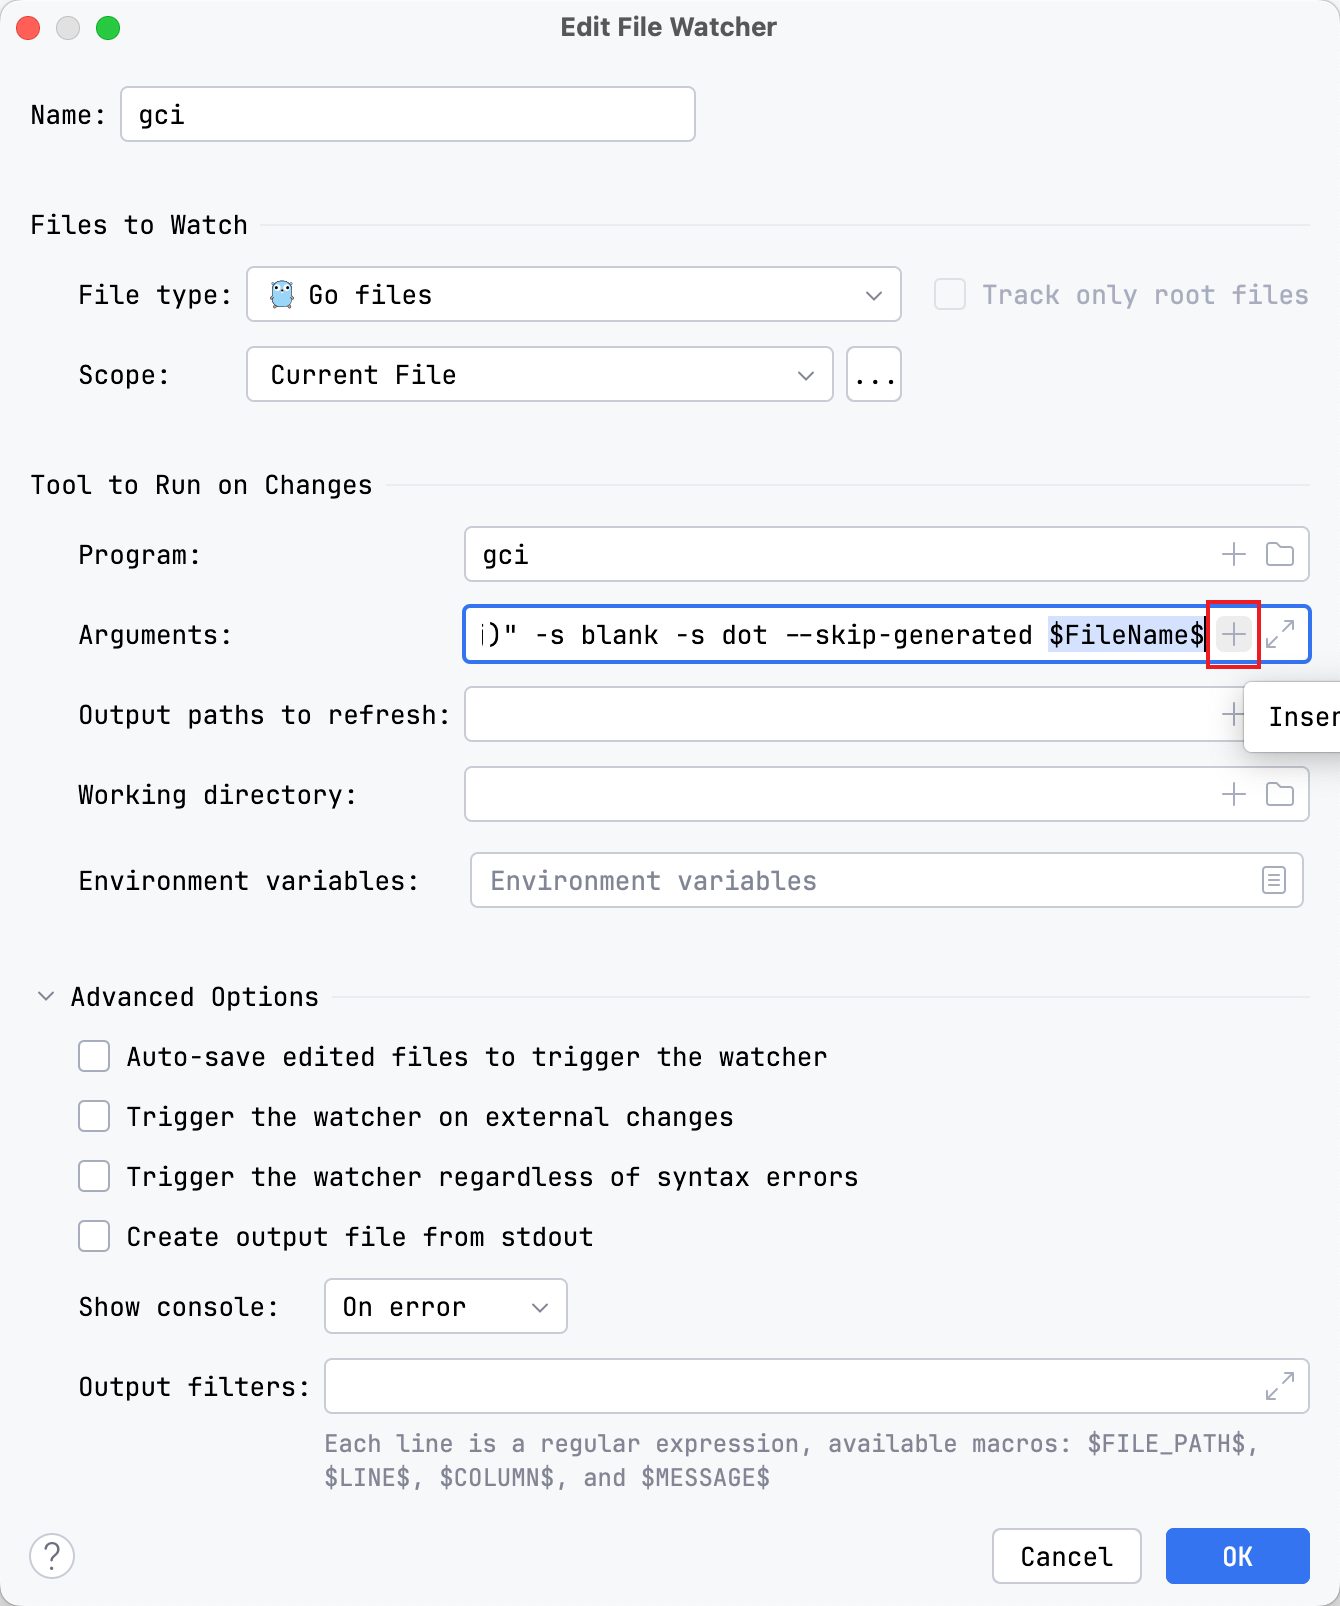 Edit File Watcher
Name: gci
Files to Watch
File type: Go files Track only root files
Scope: Current File ...
Tool to Run on Changes
Program: gci
Arguments: i)" -s blank -s dot --skip-generated $FileName$
Output paths to refresh:
Inser
Working directory:
Environment variables: Environment variables
Advanced Options
Auto-save edited files to trigger the watcher
Trigger the watcher on external changes
Trigger the watcher regardless of syntax errors
Create output file from stdout
Show console: On error
Output filters:
Each line is a regular expression, available macros: $FILE_PATH$,
$LINE$, $COLUMN$, and $MESSAGE$
? Cancel OK